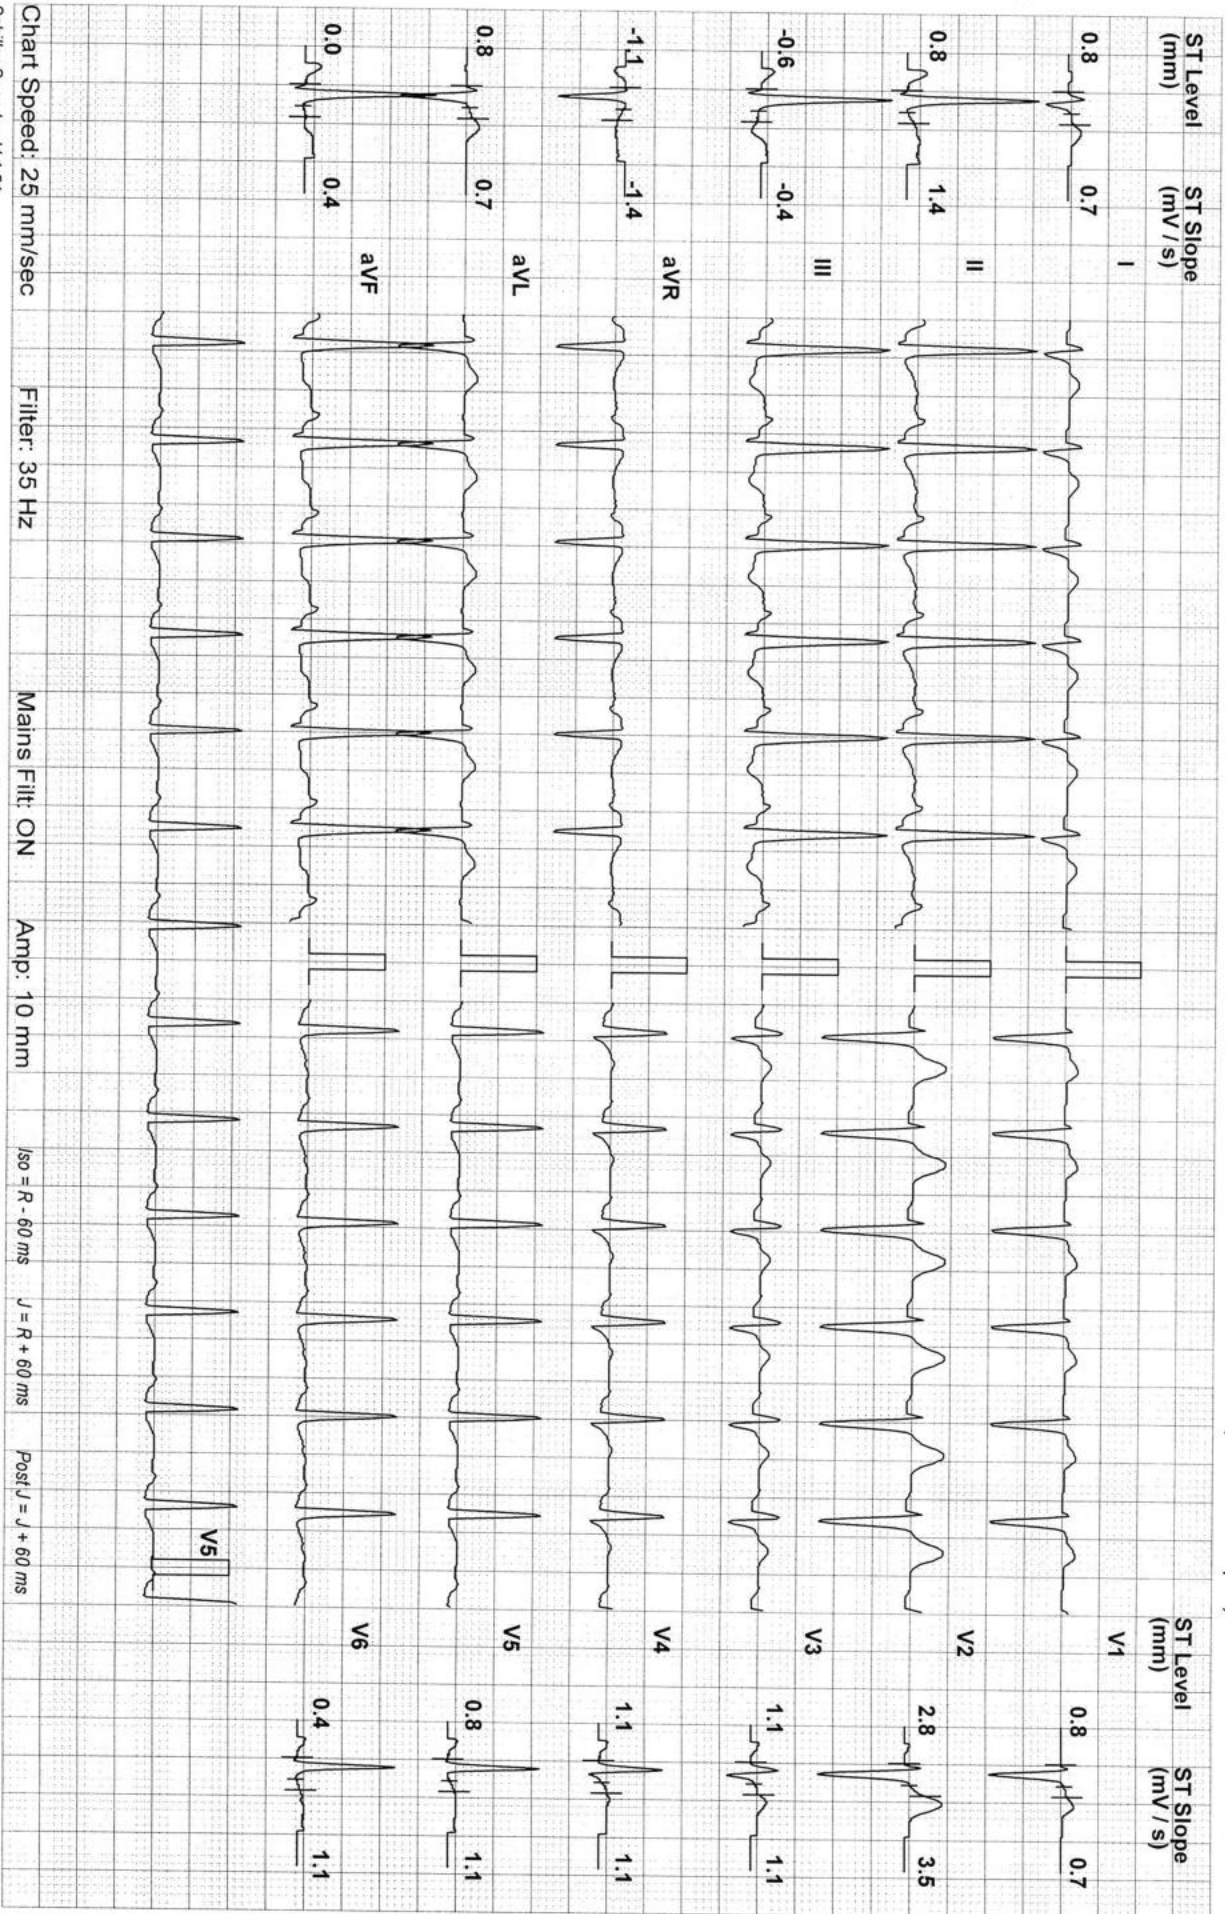 ST Level ST Slope
(mm) (mV / s)
0.8 0.7
I
0.8 1.4
II
-0.6 -0.4
III
-1.1 -1.4
aVR
0.8 0.7
aVL
0.0 0.4
aVF
ST Level ST Slope
(mm) (mV / s)
V1
0.8 0.7
V2
2.8 3.5
V3
1.1 1.1
V4
1.1 1.1
V5
0.8 1.1
V6
0.4 1.1
V5
Chart Speed: 25 mm/sec Filter: 35 Hz Mains Filt: ON Amp: 10 mm Iso = R - 60 ms J = R + 60 ms Post J = J + 60 ms